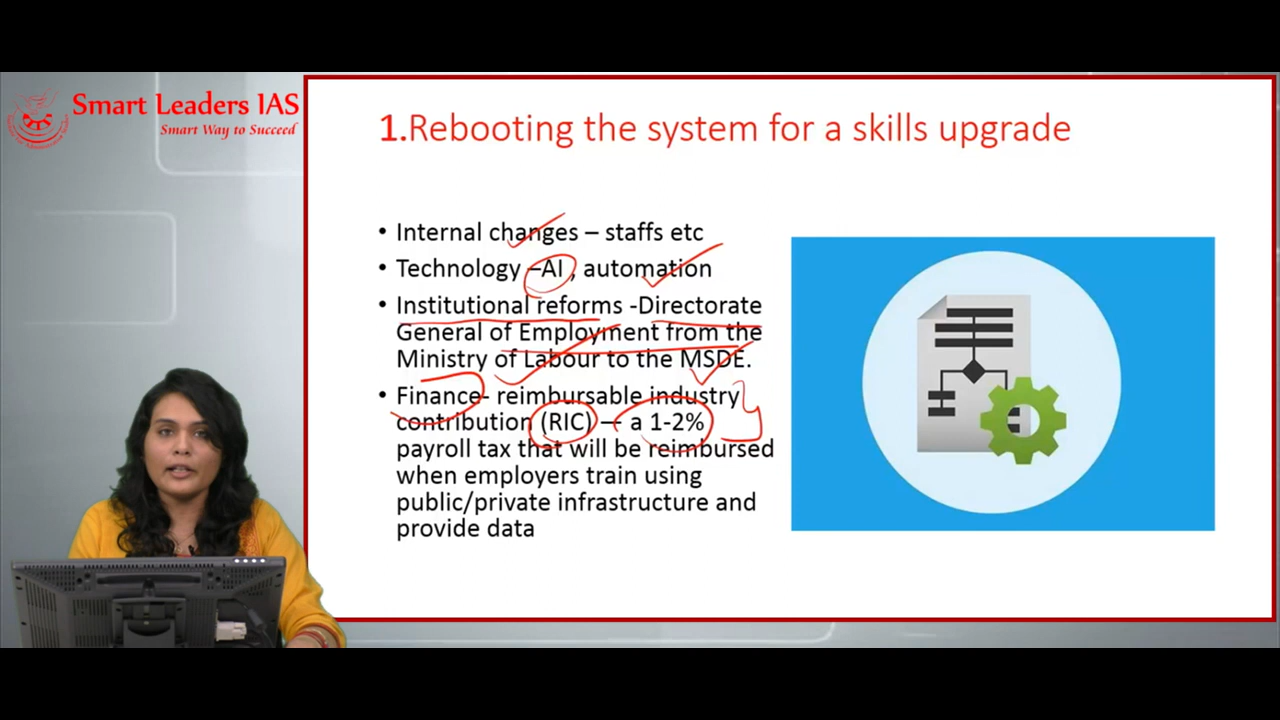 Smart Leaders IAS
Smart Way to Succeed
1.Rebooting the system for a skills upgrade
• Internal changes – staffs etc
• Technology –AI , automation
• Institutional reforms -Directorate
General of Employment from the
Ministry of Labour to the MSDE.
• Finance- reimbursable industry
contribution (RIC) — a 1-2%
payroll tax that will be reimbursed
when employers train using
public/private infrastructure and
provide data